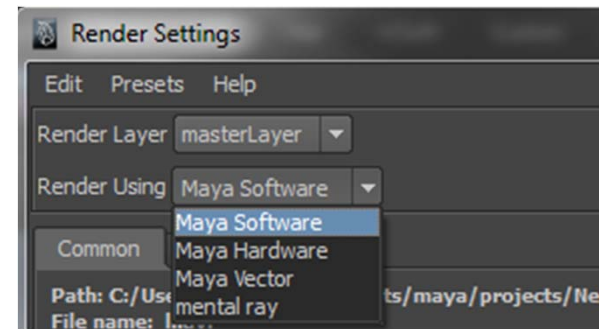 Render Settings
Edit Presets Help
Render Layer masterLayer
Render Using Maya Software
Maya Software
Maya Hardware
Maya Vector
mental ray
Common
Path: C:/Use ts/maya/projects/Ne
File name: